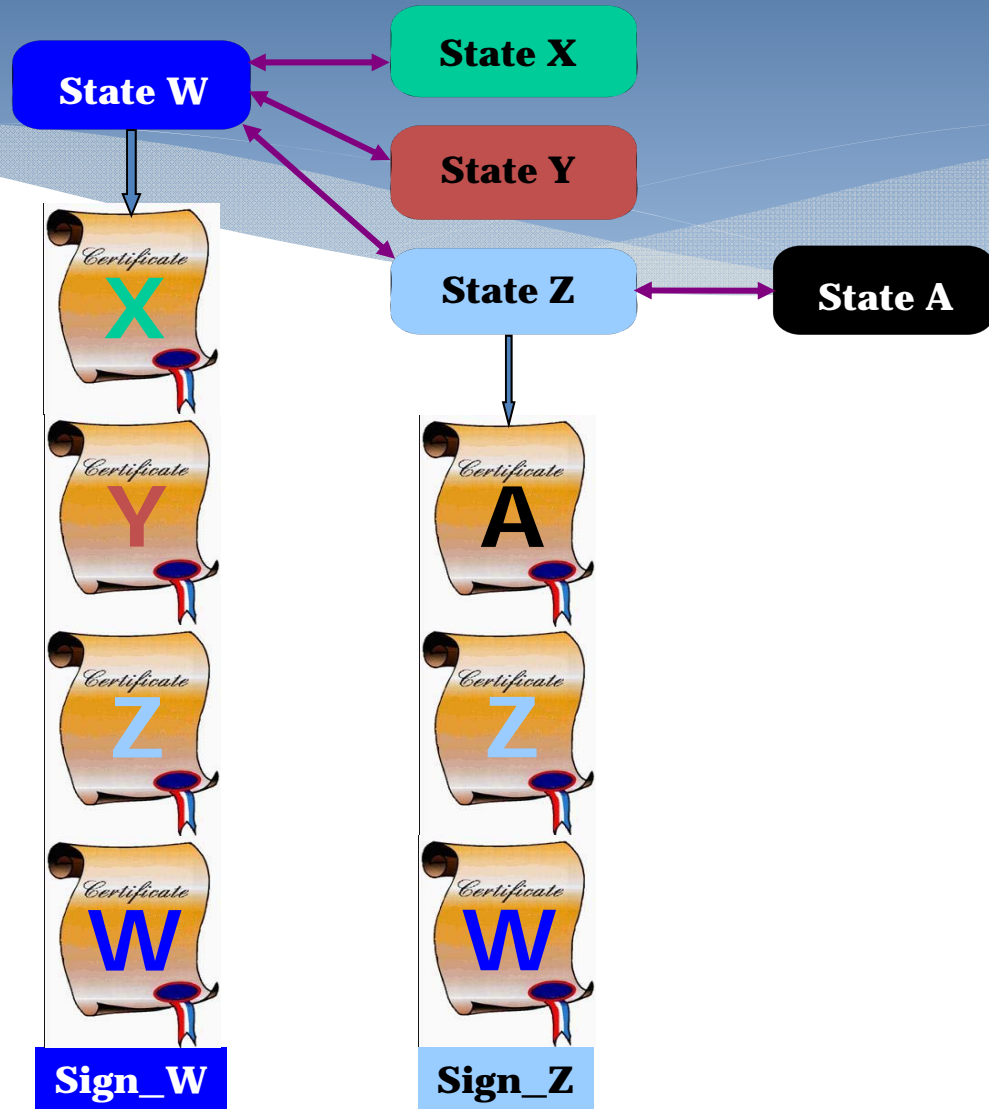 State X
State W
State Y
State Z
State A
Certificate
X
Certificate
Y
Certificate
Z
Certificate
W
Sign_W
Certificate
A
Certificate
Z
Certificate
W
Sign_Z